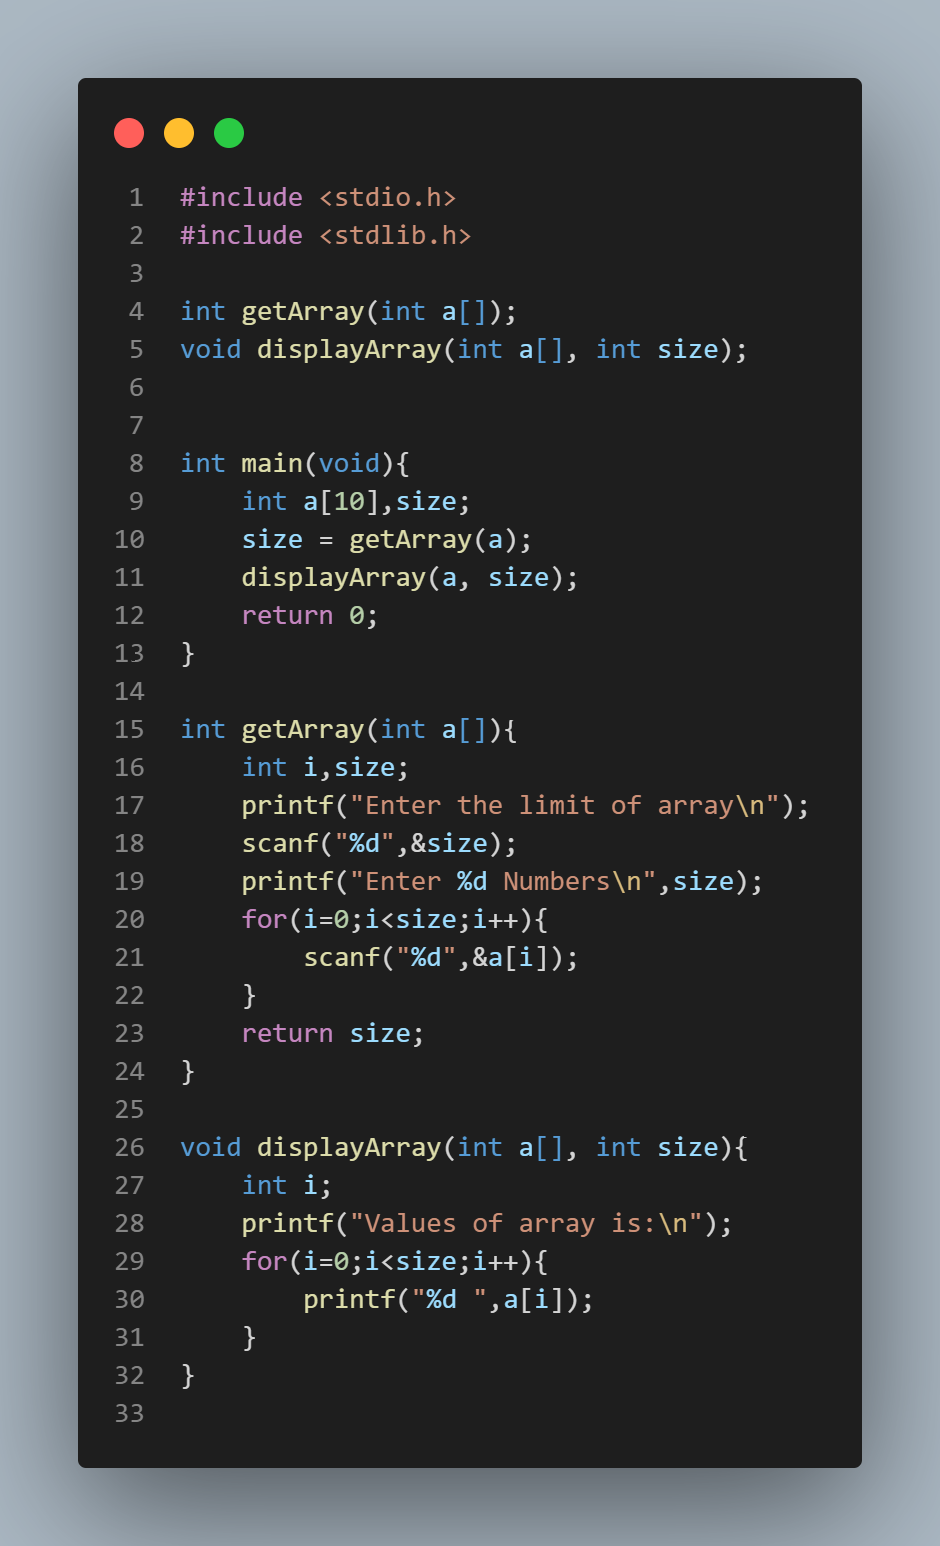 1 #include <stdio.h>
2 #include <stdlib.h>
3
4 int getArray(int a[]);
5 void displayArray(int a[], int size);
6
7
8 int main(void){
9     int a[10],size;
10     size = getArray(a);
11     displayArray(a, size);
12     return 0;
13 }
14
15 int getArray(int a[]){
16     int i,size;
17     printf("Enter the limit of array\n");
18     scanf("%d",&size);
19     printf("Enter %d Numbers\n",size);
20     for(i=0;i<size;i++){
21         scanf("%d",&a[i]);
22     }
23     return size;
24 }
25
26 void displayArray(int a[], int size){
27     int i;
28     printf("Values of array is:\n");
29     for(i=0;i<size;i++){
30         printf("%d ",a[i]);
31     }
32 }
33